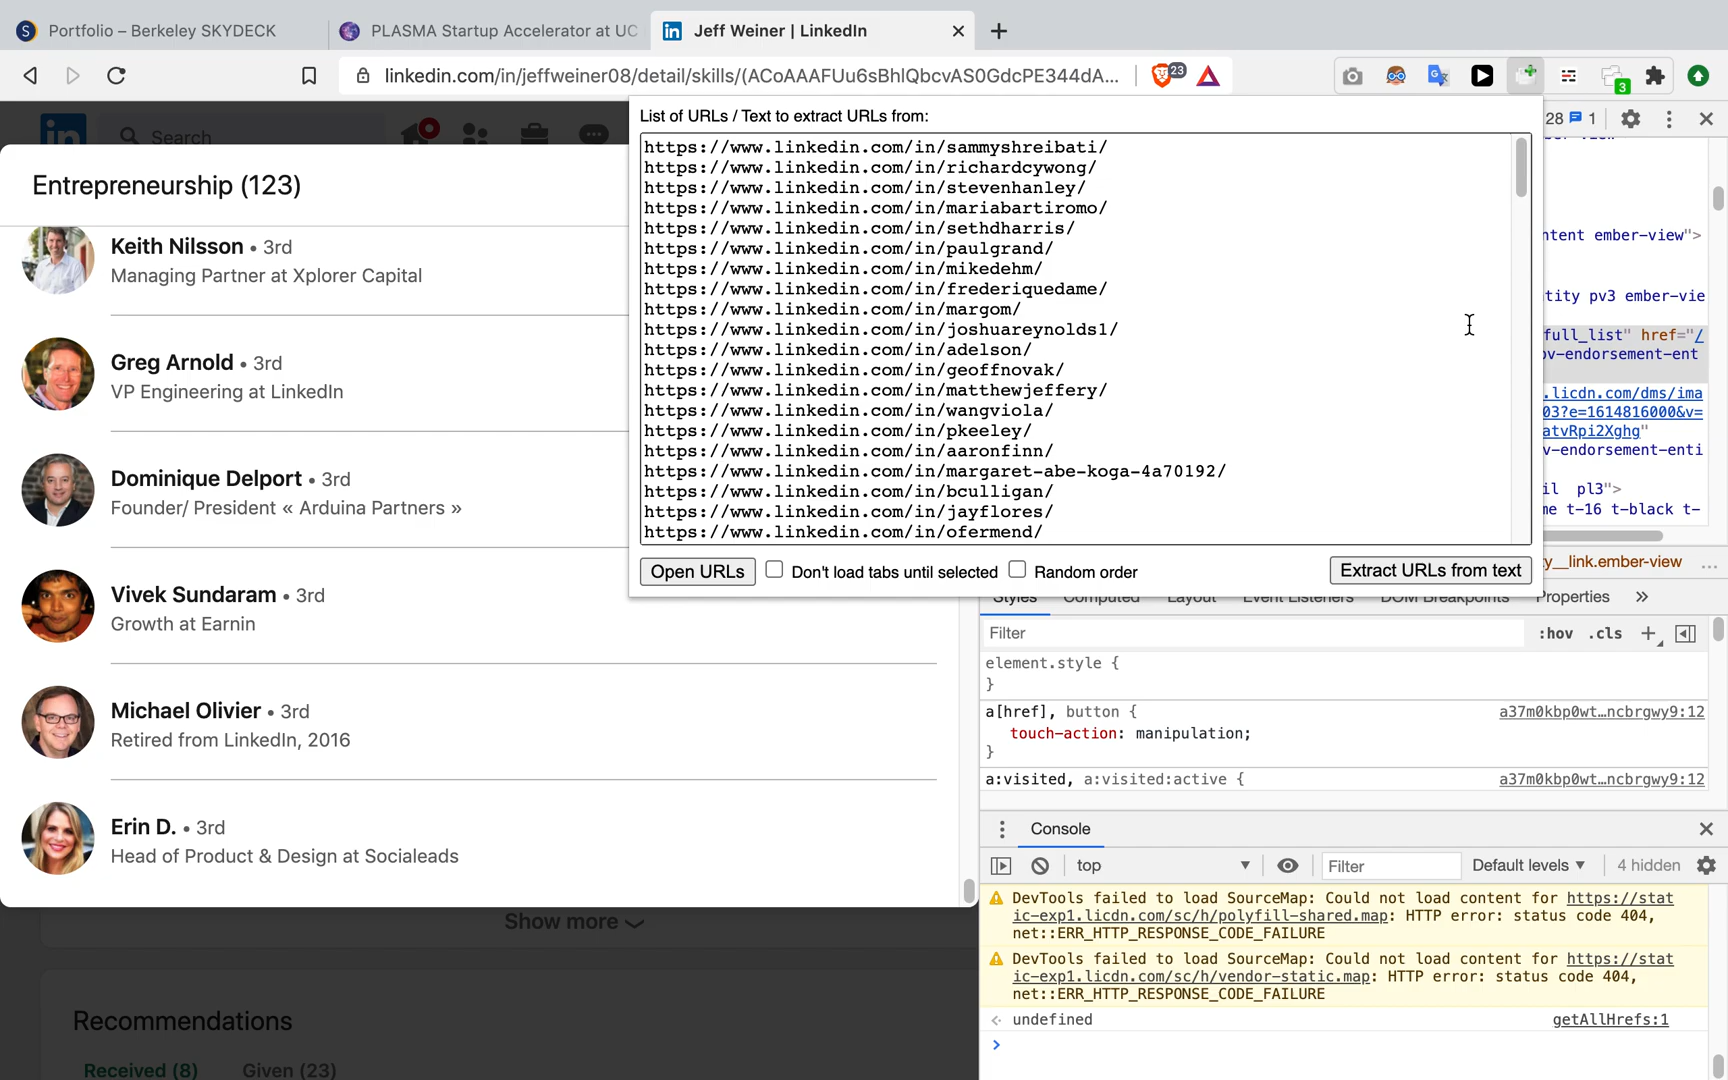 Portfolio – Berkeley SKYDECK
PLASMA Startup Accelerator at UC
Jeff Weiner | LinkedIn
linkedin.com/in/jeffweiner08/detail/skills/(ACoAAAFUu6sBhlQbcvAS0GdcPE344dA...
23
3
Search
Entrepreneurship (123)
Keith Nilsson • 3rd
Managing Partner at Xplorer Capital
Greg Arnold • 3rd
VP Engineering at LinkedIn
Dominique Delport • 3rd
Founder/ President « Arduina Partners »
Vivek Sundaram • 3rd
Growth at Earnin
Michael Olivier • 3rd
Retired from LinkedIn, 2016
Erin D. • 3rd
Head of Product & Design at Socialeads
Show more
Recommendations
Received (8) Given (23)
List of URLs / Text to extract URLs from:
https://www.linkedin.com/in/sammyshreibati/
https://www.linkedin.com/in/richardcywong/
https://www.linkedin.com/in/stevenhanley/
https://www.linkedin.com/in/mariabartiromo/
https://www.linkedin.com/in/sethdharris/
https://www.linkedin.com/in/paulgrand/
https://www.linkedin.com/in/mikedehm/
https://www.linkedin.com/in/frederiquedame/
https://www.linkedin.com/in/margom/
https://www.linkedin.com/in/joshuareynolds1/
https://www.linkedin.com/in/adelson/
https://www.linkedin.com/in/geoffnovak/
https://www.linkedin.com/in/matthewjeffery/
https://www.linkedin.com/in/wangviola/
https://www.linkedin.com/in/pkeeley/
https://www.linkedin.com/in/aaronfinn/
https://www.linkedin.com/in/margaret-abe-koga-4a70192/
https://www.linkedin.com/in/bculligan/
https://www.linkedin.com/in/jayflores/
https://www.linkedin.com/in/ofermend/
Open URLs Don't load tabs until selected Random order Extract URLs from text
28 1
ntent ember-view">
tity pv3 ember-vie
full_list" href="/
ov-endorsement-ent
.licdn.com/dms/ima
03?e=1614816000&v=
atvRpi2Xghg"
v-endorsement-enti
il pl3">
me t-16 t-black t-
y__link.ember-view ...
Styles Computed Layout Event Listeners DOM Breakpoints Properties »
Filter :hov .cls +
element.style {
}
a[href], button { a37m0kbp0wt…ncbrgwy9:12
touch-action: manipulation;
}
a:visited, a:visited:active { a37m0kbp0wt…ncbrgwy9:12
Console
top Filter Default levels 4 hidden
DevTools failed to load SourceMap: Could not load content for https://stat
ic-exp1.licdn.com/sc/h/polyfill-shared.map: HTTP error: status code 404,
net::ERR_HTTP_RESPONSE_CODE_FAILURE
DevTools failed to load SourceMap: Could not load content for https://stat
ic-exp1.licdn.com/sc/h/vendor-static.map: HTTP error: status code 404,
net::ERR_HTTP_RESPONSE_CODE_FAILURE
undefined getAllHrefs:1